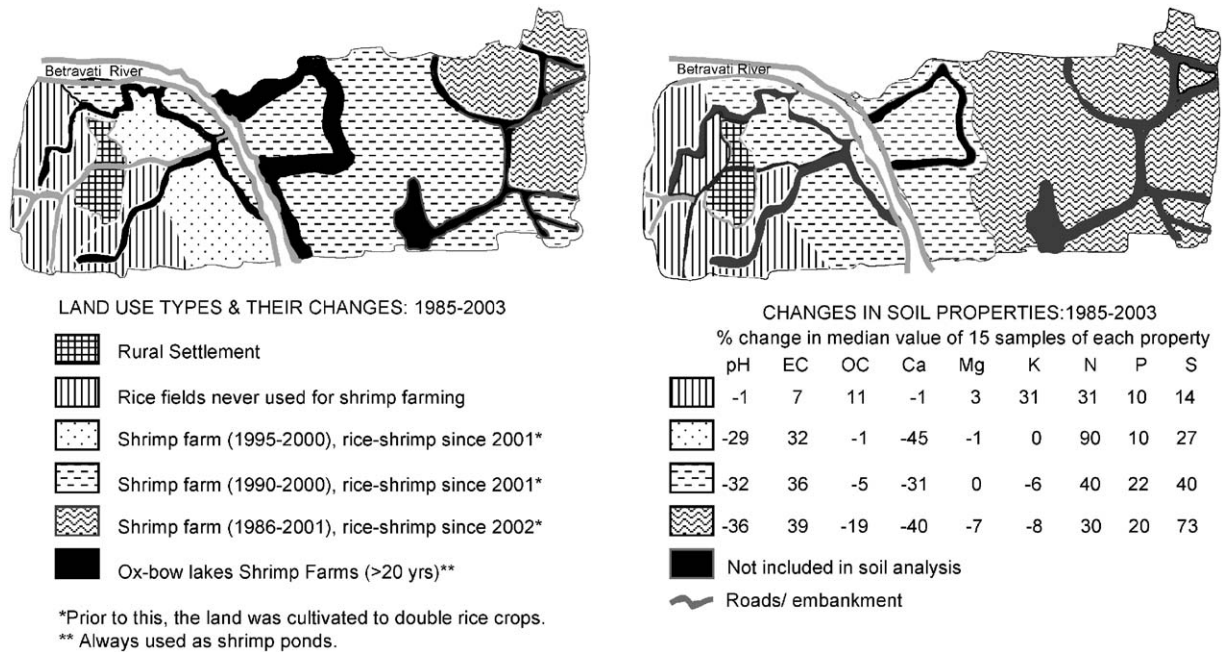 Betravati River
LAND USE TYPES & THEIR CHANGES: 1985-2003
Rural Settlement
Rice fields never used for shrimp farming
Shrimp farm (1995-2000), rice-shrimp since 2001*
Shrimp farm (1990-2000), rice-shrimp since 2001*
Shrimp farm (1986-2001), rice-shrimp since 2002*
Ox-bow lakes Shrimp Farms (>20 yrs)**
*Prior to this, the land was cultivated to double rice crops.
** Always used as shrimp ponds.
Betravati River
CHANGES IN SOIL PROPERTIES:1985-2003
% change in median value of 15 samples of each property
pH EC OC Ca Mg K N P S
-1 7 11 -1 3 31 31 10 14
-29 32 -1 -45 -1 0 90 10 27
-32 36 -5 -31 0 -6 40 22 40
-36 39 -19 -40 -7 -8 30 20 73
Not included in soil analysis
Roads/ embankment